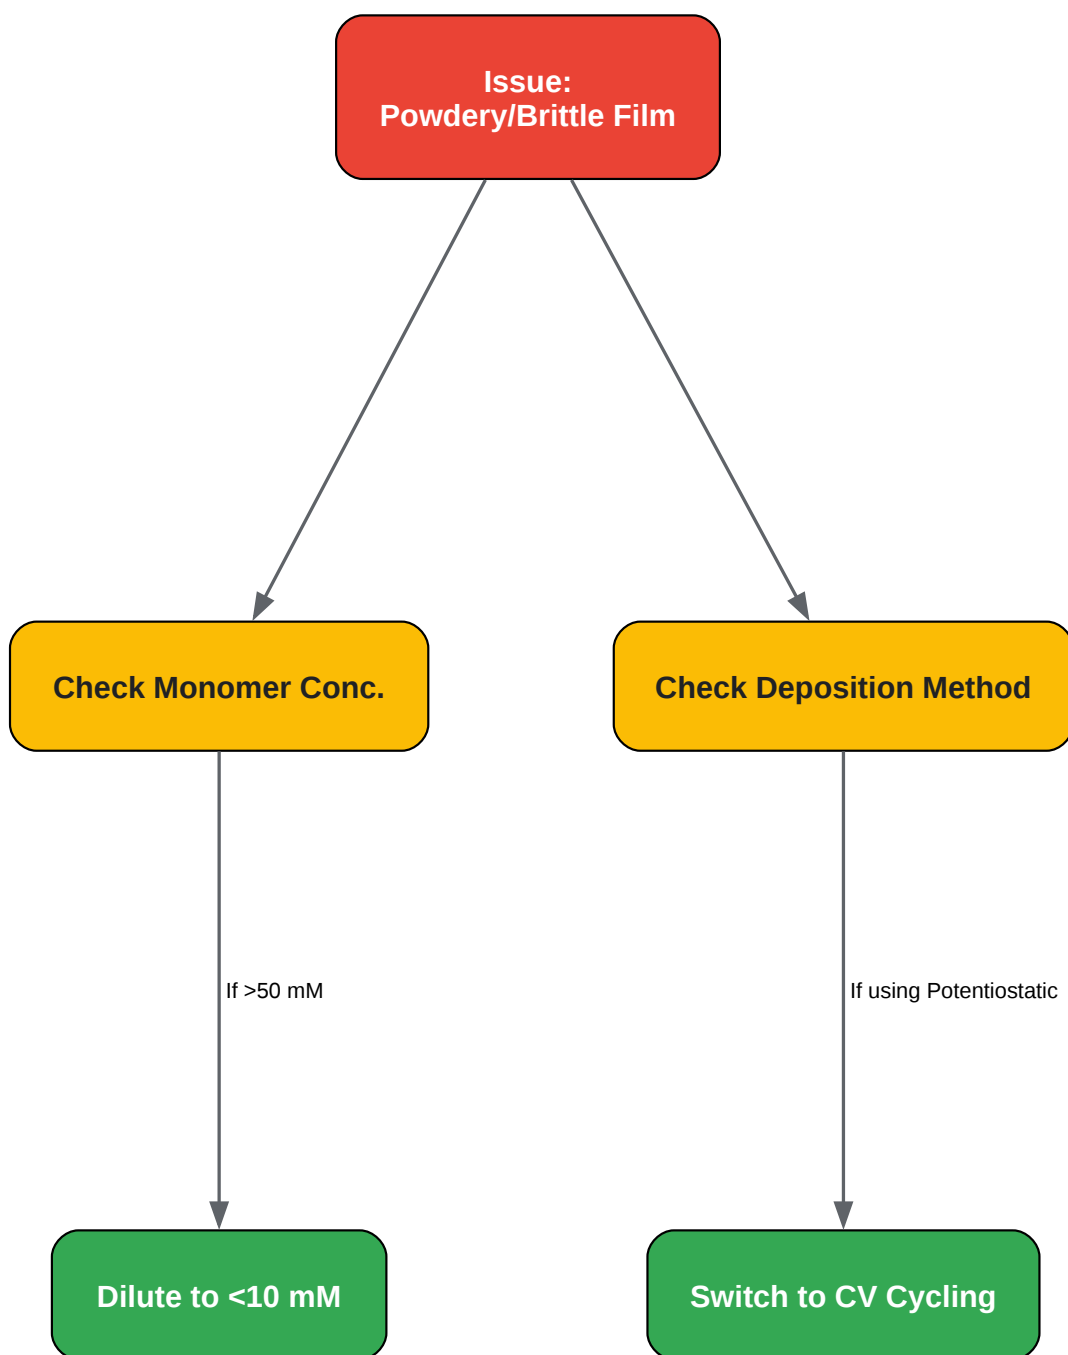 Issue:
Powdery/Brittle Film
Check Monomer Conc.
Check Deposition Method
If >50 mM
If using Potentiostatic
Dilute to <10 mM
Switch to CV Cycling